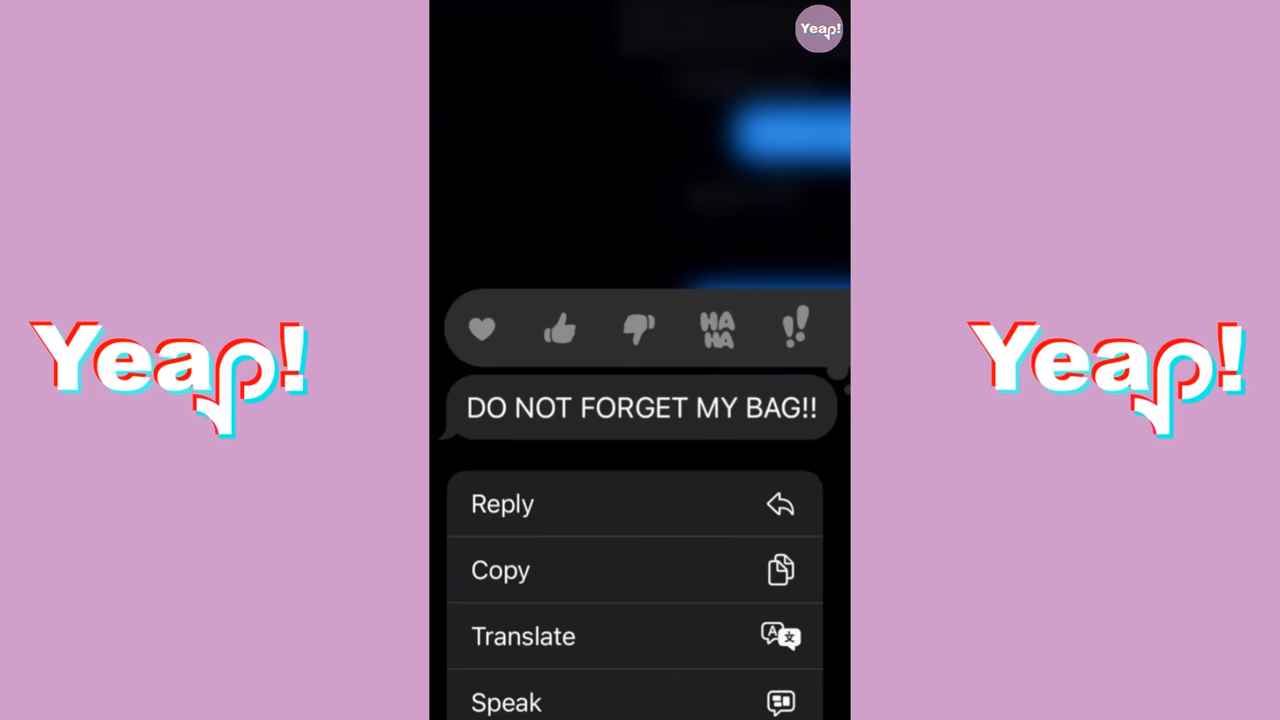 Yeap!
HA
HA
DO NOT FORGET MY BAG!!
Reply
Copy
Translate
Speak
Yeap!
Yeap!